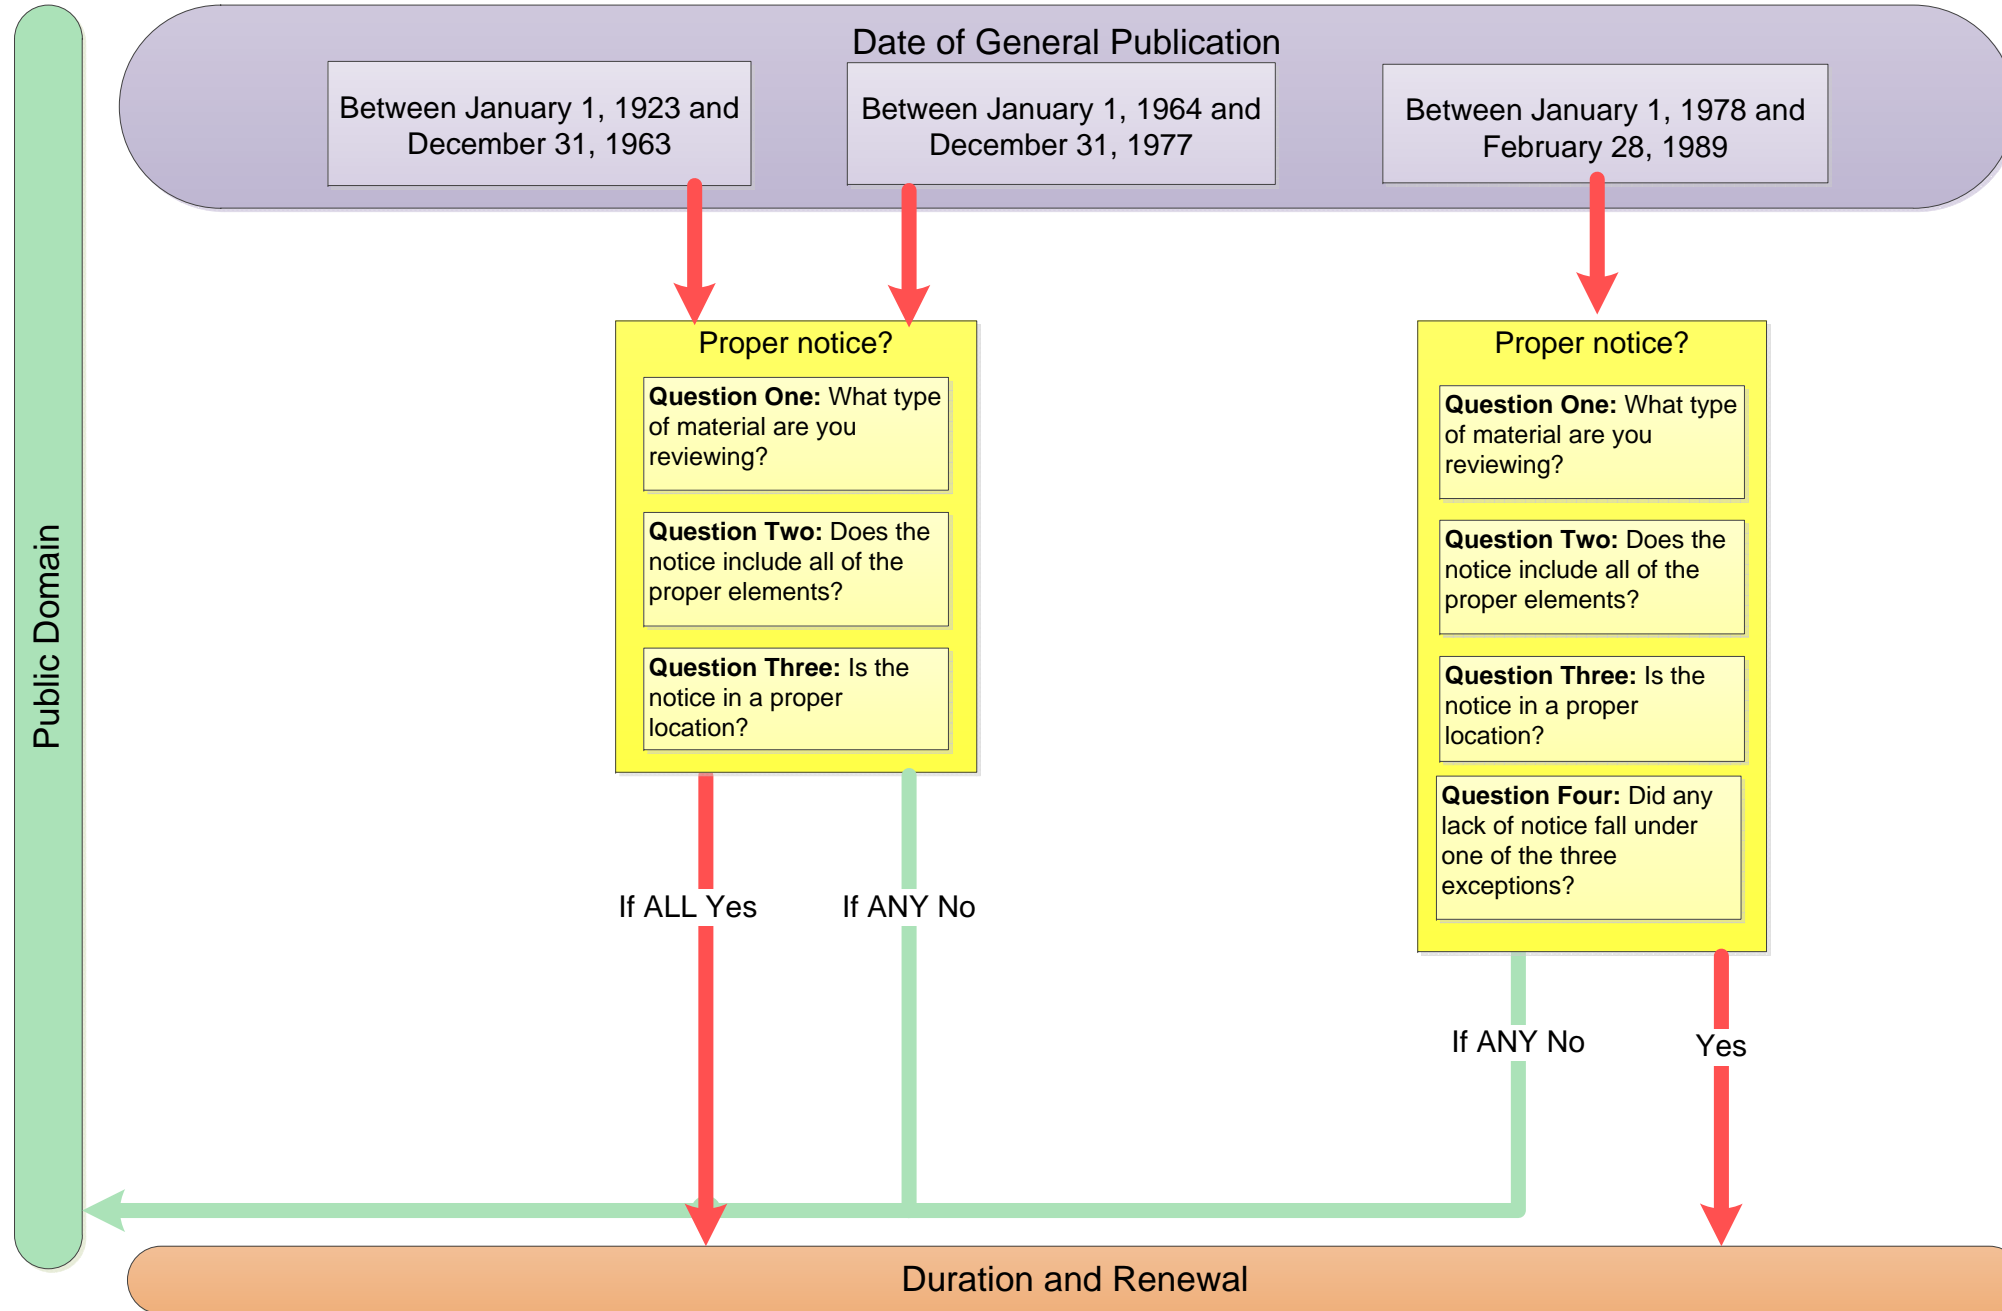 Date of General Publication
Between January 1, 1923 and
December 31, 1963
Between January 1, 1964 and
December 31, 1977
Between January 1, 1978 and
February 28, 1989
Public Domain
Proper notice?
Question One: What type
of material are you
reviewing?
Question Two: Does the
notice include all of the
proper elements?
Question Three: Is the
notice in a proper
location?
If ALL Yes
If ANY No
Proper notice?
Question One: What type
of material are you
reviewing?
Question Two: Does the
notice include all of the
proper elements?
Question Three: Is the
notice in a proper
location?
Question Four: Did any
lack of notice fall under
one of the three
exceptions?
If ANY No
Yes
Duration and Renewal